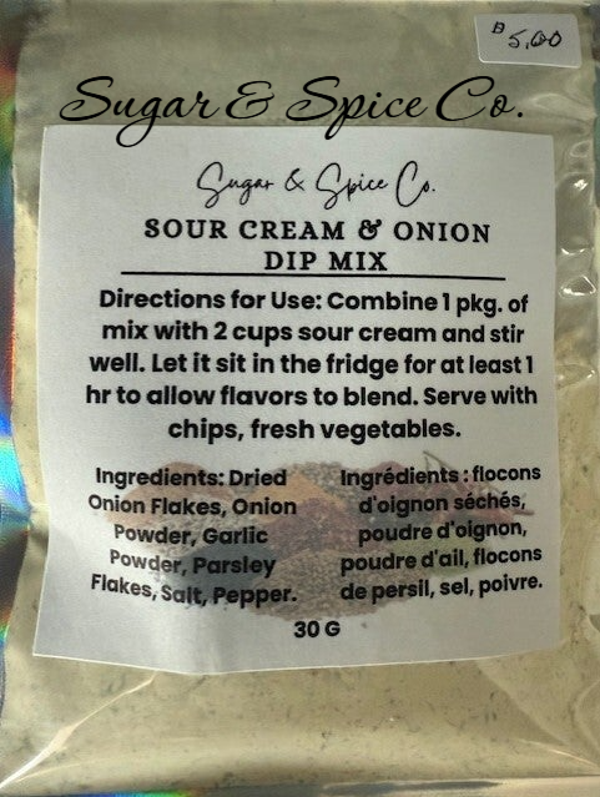 $5.00
Sugar & Spice Co.
Sugar & Spice Co.
SOUR CREAM & ONION
DIP MIX
Directions for Use: Combine 1 pkg. of
mix with 2 cups sour cream and stir
well. Let it sit in the fridge for at least 1
hr to allow flavors to blend. Serve with
chips, fresh vegetables.
Ingredients: Dried
Onion Flakes, Onion
Powder, Garlic
Powder, Parsley
Flakes, Salt, Pepper.
Ingrédients : flocons
d'oignon séchés,
poudre d'oignon,
poudre d'ail, flocons
de persil, sel, poivre.
30 G